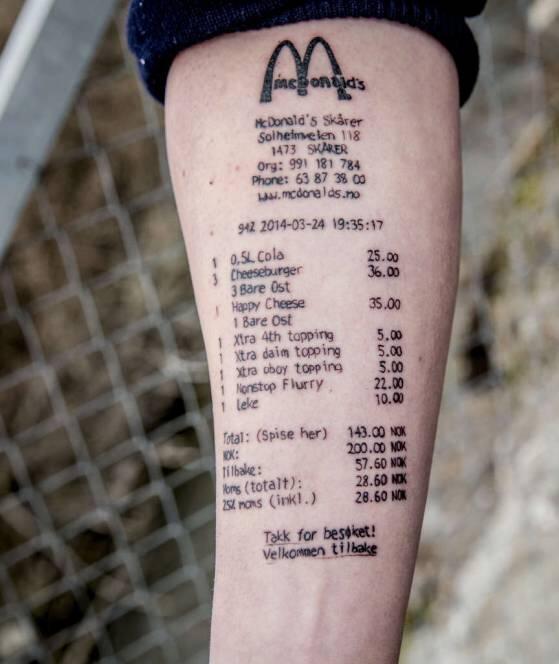 McDonald's
McDonald's Skårer
Solheimveien 118
1473 SKÅRER
Org: 991 181 784
Phone: 63 87 38 00
www.mcdonalds.no
942 2014-03-24 19:35:17
1 0,5L Cola 25.00
3 Cheeseburger 36.00
3 Bare Ost
1 Happy Cheese 35.00
1 Bare Ost
1 Xtra 4th topping 5.00
1 Xtra daim topping 5.00
1 Xtra oboy topping 5.00
1 Nonstop Flurry 22.00
1 Leke 10.00
Total: (Spise her) 143.00 NOK
NOK: 200.00 NOK
Tilbake: 57.60 NOK
Moms (totalt): 28.60 NOK
25% moms (inkl.) 28.60 NOK
Takk for besøket!
Velkommen tilbake